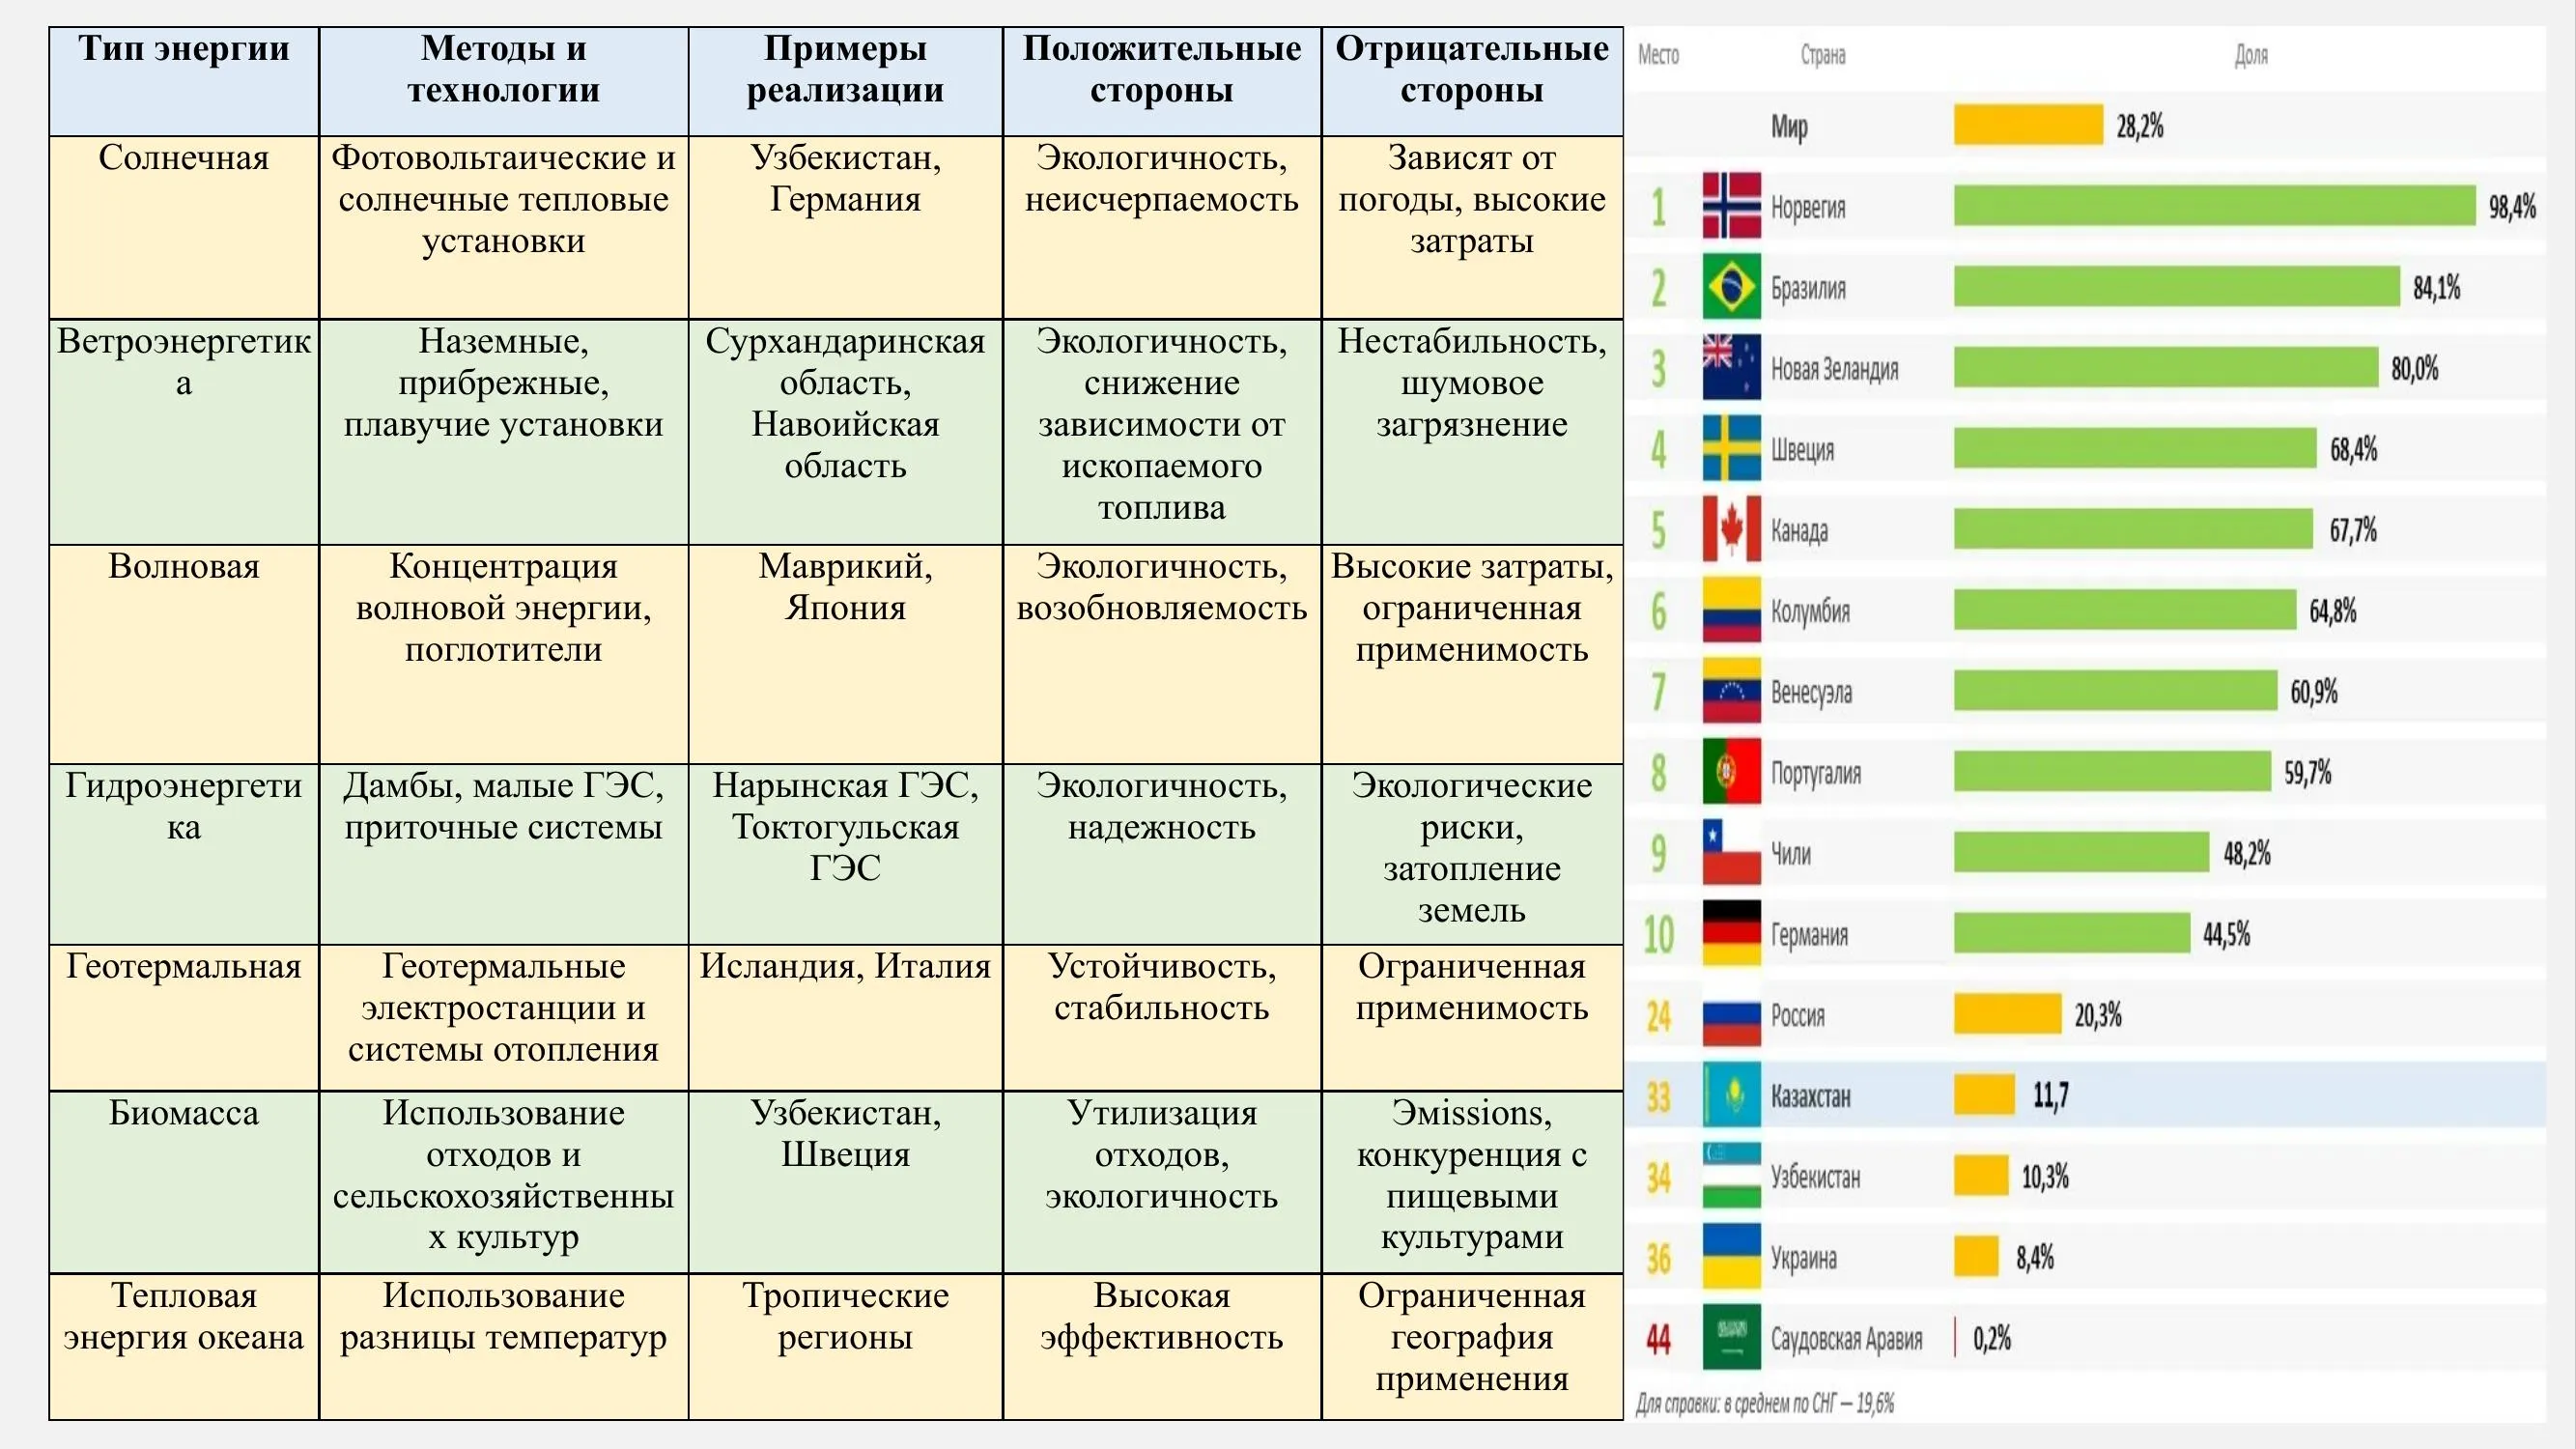 Тип энергии
Методы и
технологии
Примеры
реализации
Положительные
стороны
Отрицательные
стороны
Солнечная
Фотовольтаические и
солнечные тепловые
установки
Узбекистан,
Германия
Экологичность,
неисчерпаемость
Зависят от
погоды, высокие
затраты
Ветроэнергетик
а
Наземные,
прибрежные,
плавучие установки
Сурхандаринская
область,
Навоийская
область
Экологичность,
снижение
зависимости от
ископаемого
топлива
Нестабильность,
шумовое
загрязнение
Волновая
Концентрация
волновой энергии,
поглотители
Маврикий,
Япония
Экологичность,
возобновляемость
Высокие затраты,
ограниченная
применимость
Гидроэнергети
ка
Дамбы, малые ГЭС,
приточные системы
Нарынская ГЭС,
Токтогульская
ГЭС
Экологичность,
надежность
Экологические
риски,
затопление
земель
Геотермальная
Геотермальные
электростанции и
системы отопления
Исландия, Италия
Устойчивость,
стабильность
Ограниченная
применимость
Биомасса
Использование
отходов и
сельскохозяйственны
х культур
Узбекистан,
Швеция
Утилизация
отходов,
экологичность
Эмissions,
конкуренция с
пищевыми
культурами
Тепловая
энергия океана
Использование
разницы температур
Тропические
регионы
Высокая
эффективность
Ограниченная
география
применения
Место Страна Доля
Мир 28,2%
1 Норвегия 98,4%
2 Бразилия 84,1%
3 Новая Зеландия 80,0%
4 Швеция 68,4%
5 Канада 67,7%
6 Колумбия 64,8%
7 Венесуэла 60,9%
8 Португалия 59,7%
9 Чили 48,2%
10 Германия 44,5%
24 Россия 20,3%
33 Казахстан 11,7
34 Узбекистан 10,3%
36 Украина 8,4%
44 Саудовская Аравия 0,2%
Для справки: в среднем по СНГ — 19,6%